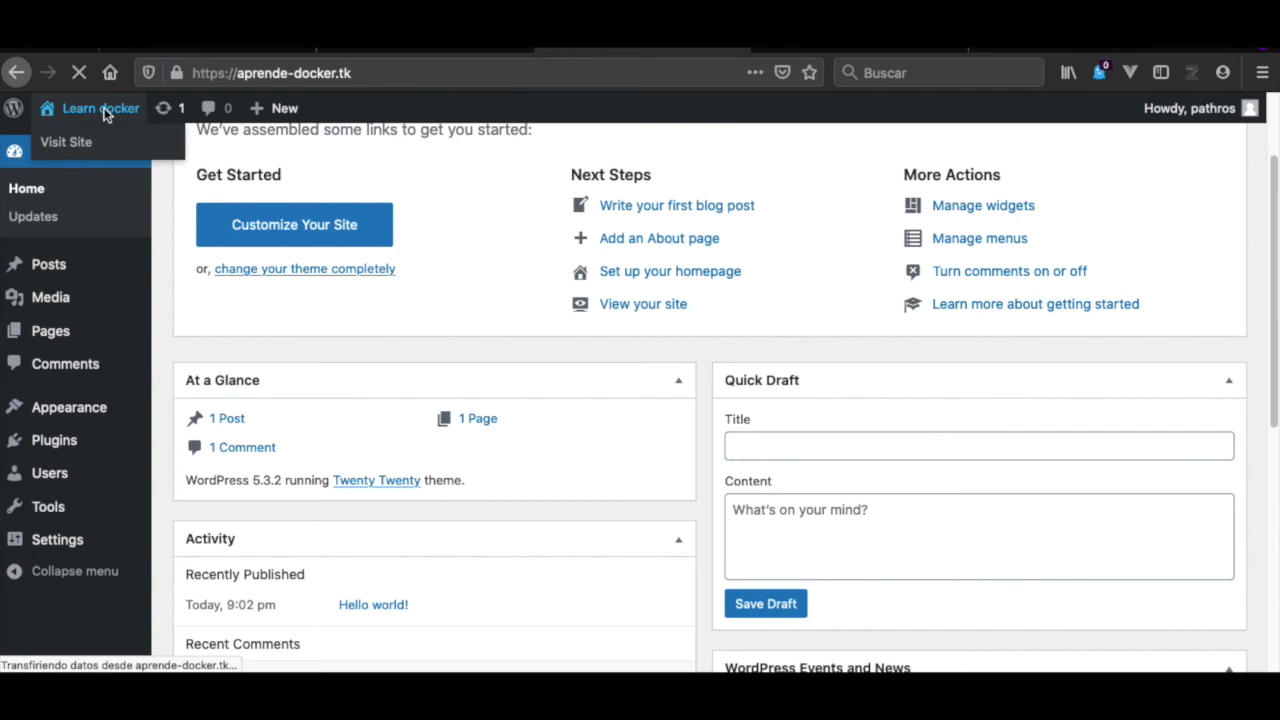 https://aprende-docker.tk
Buscar
0
Learn docker
1
0
New
Howdy, pathros
Visit Site
We've assembled some links to get you started:
Home
Updates
Posts
Media
Pages
Comments
Appearance
Plugins
Users
Tools
Settings
Collapse menu
Get Started
Customize Your Site
or, change your theme completely
Next Steps
Write your first blog post
Add an About page
Set up your homepage
View your site
More Actions
Manage widgets
Manage menus
Turn comments on or off
Learn more about getting started
At a Glance
1 Post
1 Page
1 Comment
WordPress 5.3.2 running Twenty Twenty theme.
Activity
Recently Published
Today, 9:02 pm
Hello world!
Recent Comments
Quick Draft
Title
Content
What's on your mind?
Save Draft
WordPress Events and News
Transfiriendo datos desde aprende-docker.tk...